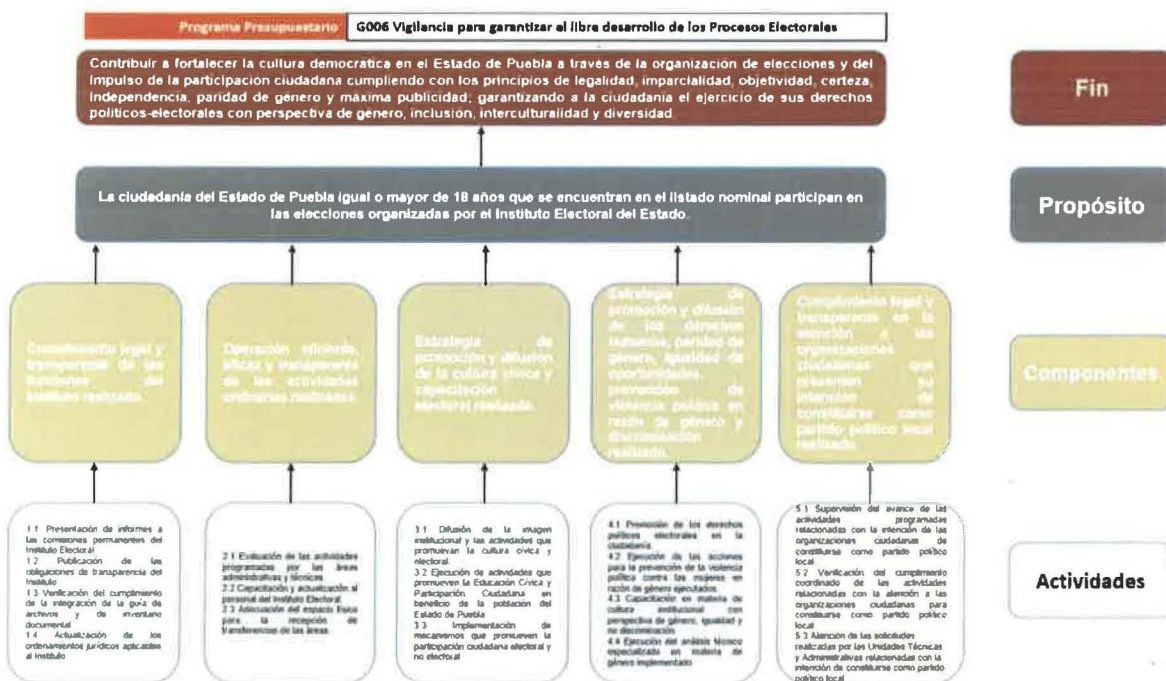 Programa Presupuestario
G006 Vigilancia para garantizar el libre desarrollo de los Procesos Electorales
Contribuir a fortalecer la cultura democrática en el Estado de Puebla a través de la organización de elecciones y del
impulso de la participación ciudadana cumpliendo con los principios de legalidad, imparcialidad, objetividad, certeza,
independencia, paridad de género y máxima publicidad; garantizando a la ciudadanía el ejercicio de sus derechos
políticos-electorales con perspectiva de género, inclusión, interculturalidad y diversidad.
Fin
La ciudadanía del Estado de Puebla igual o mayor de 18 años que se encuentran en el listado nominal participan en
las elecciones organizadas por el Instituto Electoral del Estado.
Propósito
Cumplimiento legal y
transparente de las
funciones del
Instituto realizado.
Operación eficiente,
eficaz y transparente
de las actividades
ordinarias realizadas
Estrategia de
promoción y difusión
de la cultura cívica y
capacitación
electoral realizada.
Estrategia de
promoción y difusión
de los derechos
humanos, paridad de
género, igualdad de
oportunidades,
prevención de
violencia política en
razón de género y
discriminación
realizado.
Cumplimiento legal y
transparente en la
atención a las
organizaciones
ciudadanas que
presenten su
intención de
constituirse como
partido político local
realizado.
Componentes
1.1 Presentación de informes a
las comisiones permanentes del
Instituto Electoral
1.2 Publicación de las
obligaciones de transparencia del
Instituto
1.3 Verificación del cumplimiento
de la integración de la guía de
archivos y de inventario
documental
1.4 Actualización de los
ordenamientos jurídicos aplicables
al Instituto
2.1 Evaluación de las actividades
programadas por las áreas
administrativas y técnicas
2.2 Capacitación y actualización al
personal del Instituto Electoral.
2.3 Adecuación del espacio físico
para la recepción de
transferencias de las áreas.
3.1 Difusión de la imagen
institucional y las actividades que
promuevan la cultura cívica y
electoral.
3.2 Ejecución de actividades que
promueven la Educación Cívica y
Participación Ciudadana en
beneficio de la población del
Estado de Puebla
3.3 Implementación de
mecanismos que promueven la
participación ciudadana electoral y
no electoral
4.1 Promoción de los derechos
políticos electorales en la
ciudadanía
4.2 Ejecución de las acciones
para la prevención de la violencia
política contra las mujeres en
razón de género ejecutados
4.3 Capacitación en materia de
cultura institucional con
perspectiva de género, igualdad y
no discriminación
4.4 Ejecución del análisis técnico
especializado en materia de
género implementado
5.1 Supervisión del avance de las
actividades programadas
relacionadas con la intención de las
organizaciones ciudadanas de
constituirse como partido político
local
5.2 Verificación del cumplimiento
coordinado de las actividades
relacionadas con la atención a las
organizaciones ciudadanas para
constituirse como partido político
local
5.3 Atención de las solicitudes
realizadas por las Unidades Técnicas
y Administrativas relacionadas con la
intención de constituirse como partido
político local
Actividades